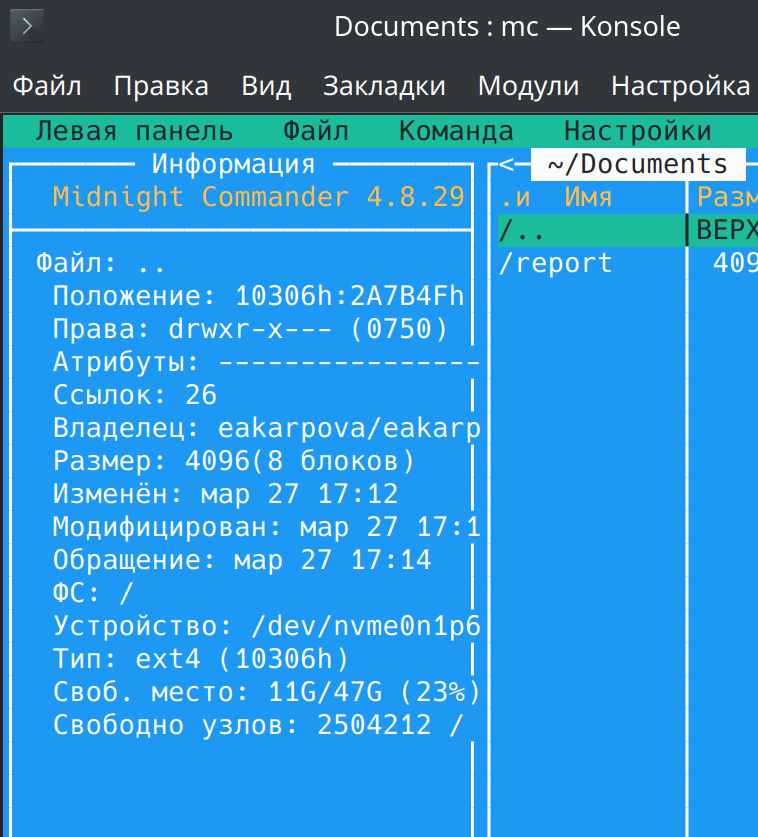 Documents : mc — Konsole
Файл Правка Вид Закладки Модули Настройка
Левая панель Файл Команда Настройки
Информация
Midnight Commander 4.8.29
Файл: ..
Положение: 10306h:2A7B4Fh
Права: drwxr-x--- (0750)
Атрибуты: ----------------
Ссылок: 26
Владелец: eakarpova/eakarp
Размер: 4096(8 блоков)
Изменён: мар 27 17:12
Модифицирован: мар 27 17:1
Обращение: мар 27 17:14
ФС: /
Устройство: /dev/nvme0n1p6
Тип: ext4 (10306h)
Своб. место: 11G/47G (23%)
Свободно узлов: 2504212 /
<  ~/Documents
.и Имя Разм
/.. ВЕРХ
/report 409